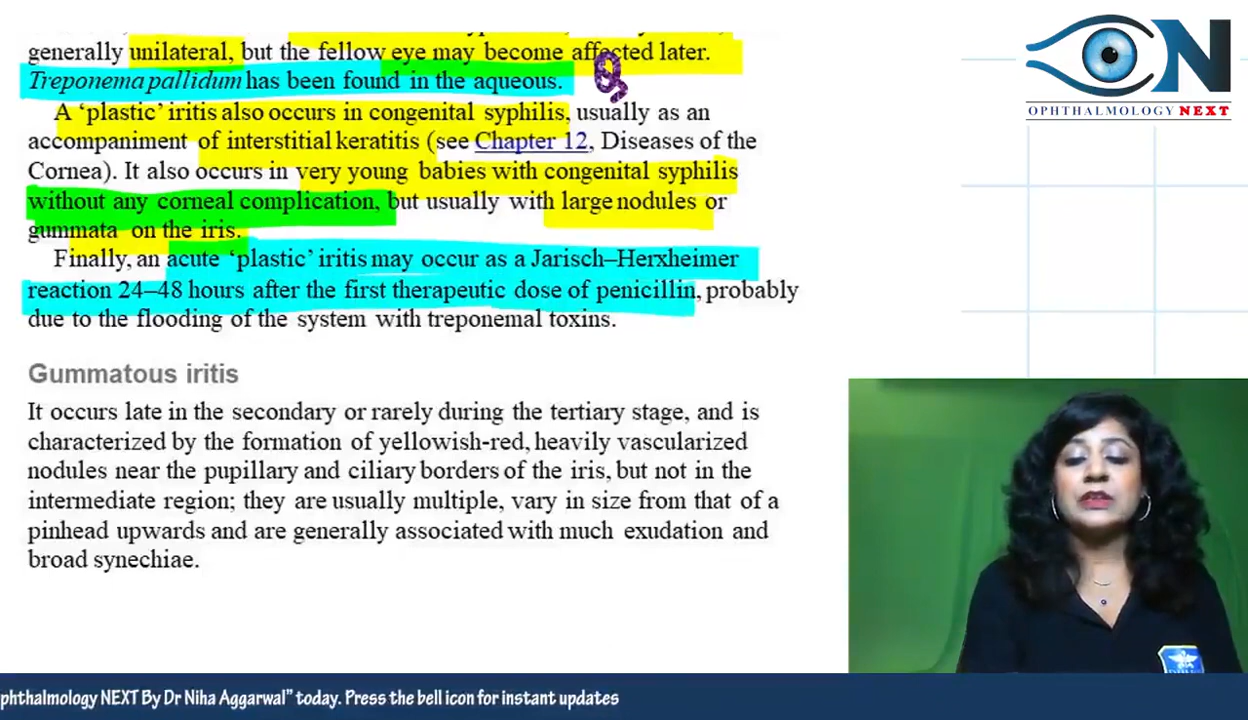 generally unilateral, but the fellow eye may become affected later.
Treponema pallidum has been found in the aqueous.
A ‘plastic’ iritis also occurs in congenital syphilis, usually as an
accompaniment of interstitial keratitis (see Chapter 12, Diseases of the
Cornea). It also occurs in very young babies with congenital syphilis
without any corneal complication, but usually with large nodules or
gummata on the iris.
Finally, an acute ‘plastic’ iritis may occur as a Jarisch–Herxheimer
reaction 24–48 hours after the first therapeutic dose of penicillin, probably
due to the flooding of the system with treponemal toxins.
Gummatous iritis
It occurs late in the secondary or rarely during the tertiary stage, and is
characterized by the formation of yellowish-red, heavily vascularized
nodules near the pupillary and ciliary borders of the iris, but not in the
intermediate region; they are usually multiple, vary in size from that of a
pinhead upwards and are generally associated with much exudation and
broad synechiae.
N
OPHTHALMOLOGY NEXT
phthalmology NEXT By Dr Niha Aggarwal” today. Press the bell icon for instant updates